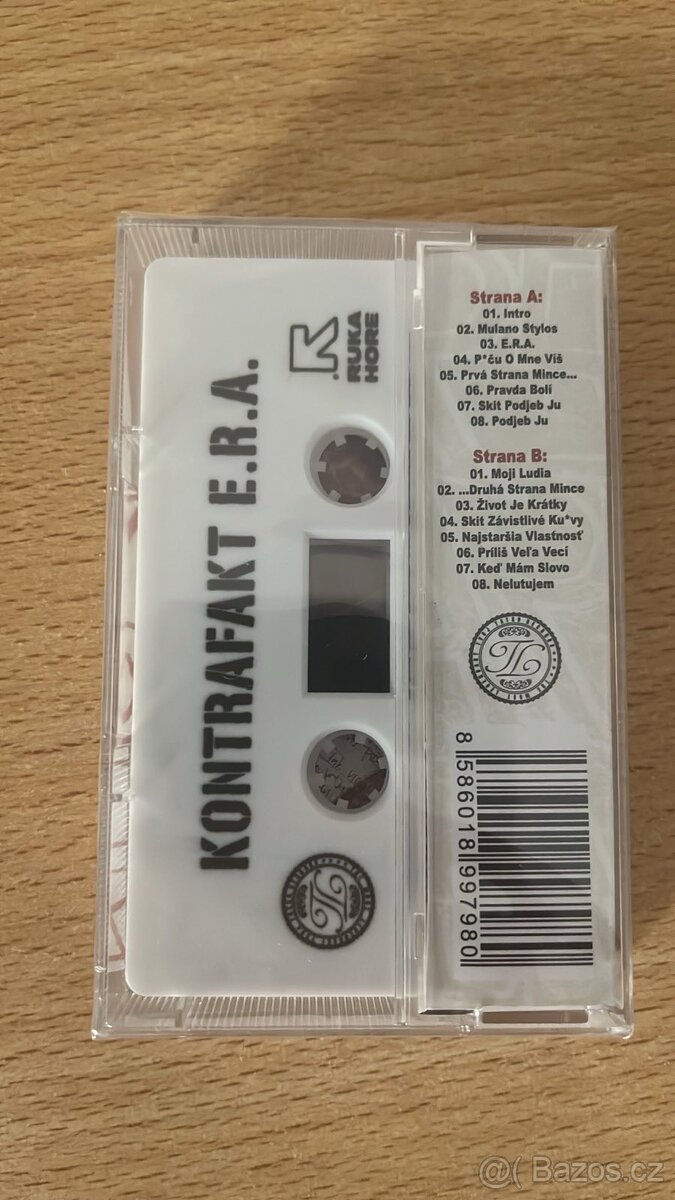 KONTRAFAKT E.R.A.
RUKA
HORE
Strana A:
01. Intro
02. Mulano Stylos
03. E.R.A.
04. P*ču O Mne Víš
05. Prvá Strana Mince...
06. Pravda Bolí
07. Skit Podjeb Ju
08. Podjeb Ju
Strana B:
01. Moji Ludia
02. ...Druhá Strana Mince
03. Život Je Krátky
04. Skit Závistlivé Ku*vy
05. Najstaršia Vlastnosť
06. Príliš Veľa Vecí
07. Keď Mám Slovo
08. Nelutujem
8 586018 997980
@( Bazos.cz